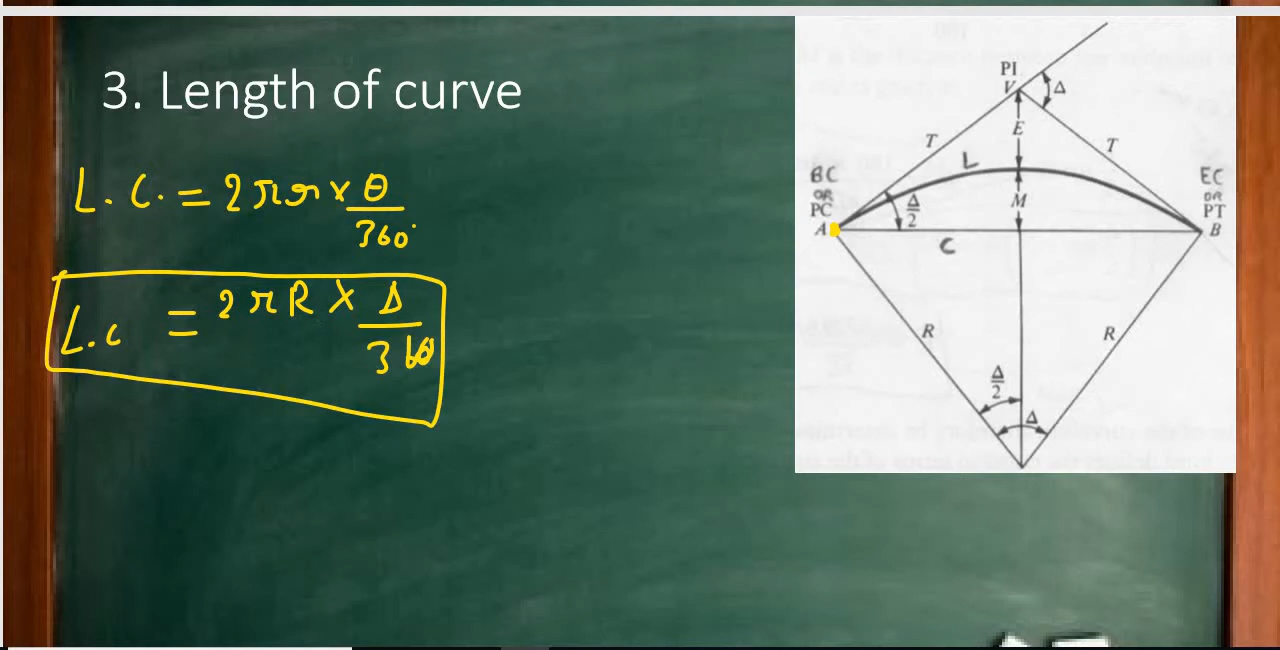 3. Length of curve
L. C. = 2πr × θ/360°
L.C = 2πR × Δ/360
PI
V
Δ
E
T
T
L
BC
OR
PC
A
Δ/2
M
EC
OR
PT
B
C
R
R
Δ/2
Δ